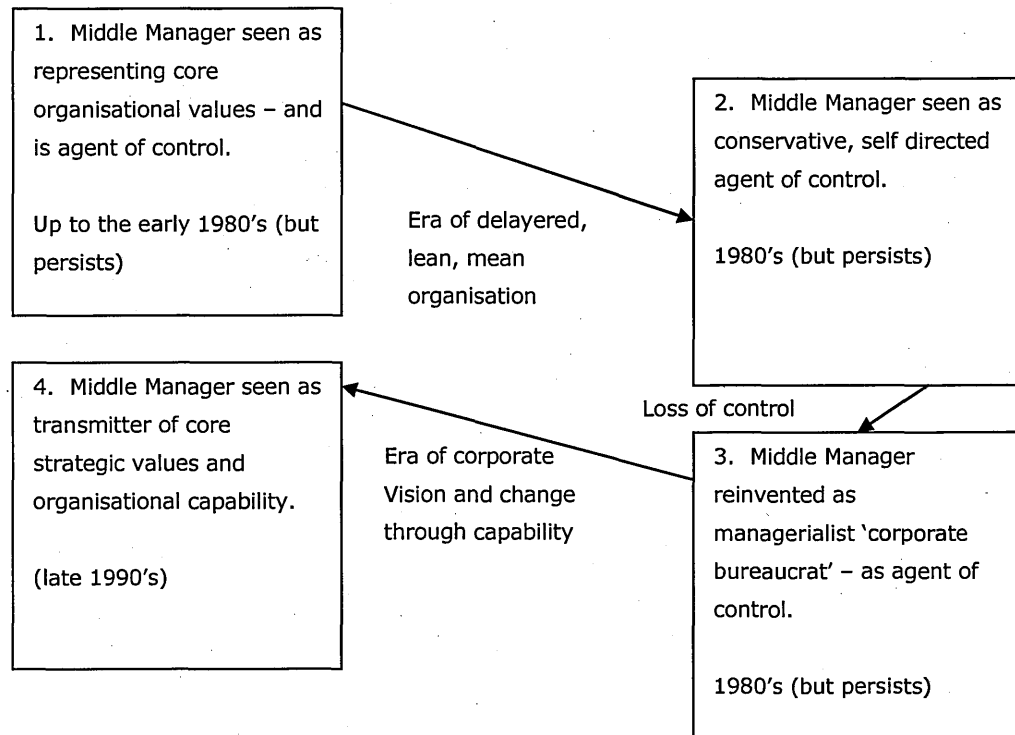 1. Middle Manager seen as
representing core
organisational values – and
is agent of control.
Up to the early 1980's (but
persists)
Era of delayered,
lean, mean
organisation
2. Middle Manager seen as
conservative, self directed
agent of control.
1980's (but persists)
Loss of control
3. Middle Manager
reinvented as
managerialist ‘corporate
bureaucrat’ – as agent of
control.
1980's (but persists)
Era of corporate
Vision and change
through capability
4. Middle Manager seen as
transmitter of core
strategic values and
organisational capability.
(late 1990's)